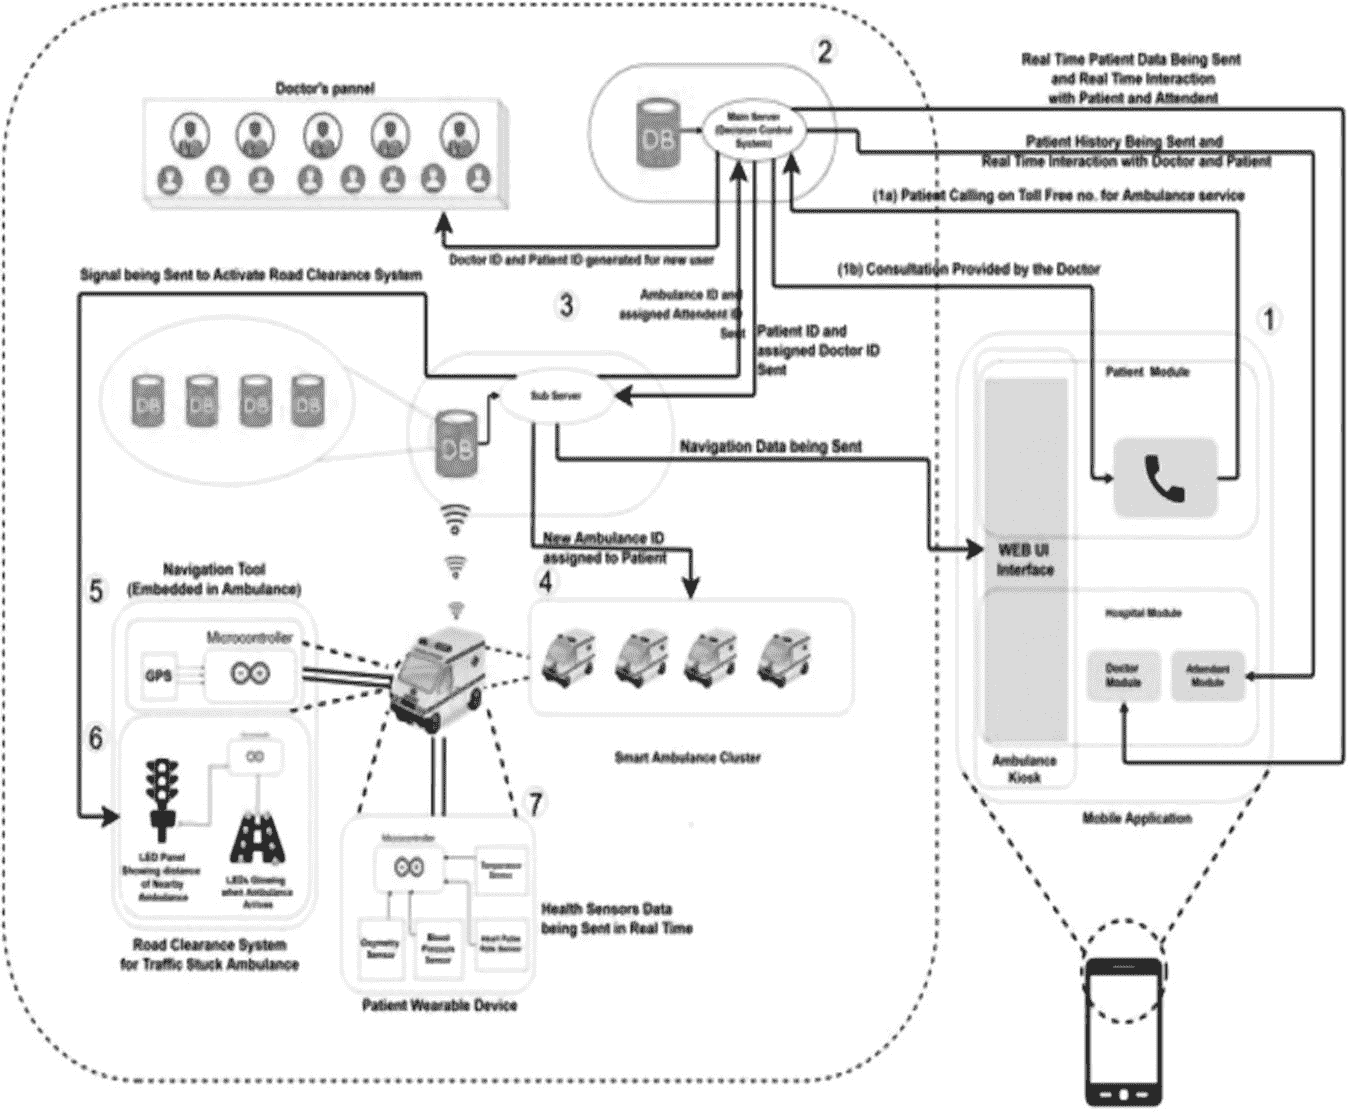 2
Real Time Patient Data Being Sent
and Real Time Interaction
with Patient and Attendent
Doctor's pannel
DB
Main Server
(Decision Control
System)
Patient History Being Sent and
Real Time Interaction with Doctor and Patient
(1a) Patient Calling on Toll Free no. for Ambulance service
Doctor ID and Patient ID generated for new user
Signal being Sent to Activate Road Clearance System
(1b) Consultation Provided by the Doctor
3
Ambulance ID and
assigned Attendent ID
Sent
Patient ID and
assigned Doctor ID
Sent
1
Patient Module
DB
DB
DB
DB
DB
Sub Server
Navigation Data being Sent
New Ambulance ID
assigned to Patient
WEB UI
Interface
5
Navigation Tool
(Embedded in Ambulance)
4
Hospital Module
Microcontroller
GPS
Doctor
Module
Attendent
Module
6
Smart Ambulance Cluster
Ambulance
Kiosk
7
Mobile Application
LED Panel
Showing distance
of Nearby
Ambulance
LEDs Glowing
when Ambulance
Arrives
Microcontroller
Temperature
Sensor
Oxymetry
Sensor
Blood
Pressure
Sensor
Heart Pulse
Rate Sensor
Health Sensors Data
being Sent in Real Time
Road Clearance System
for Traffic Stuck Ambulance
Patient Wearable Device